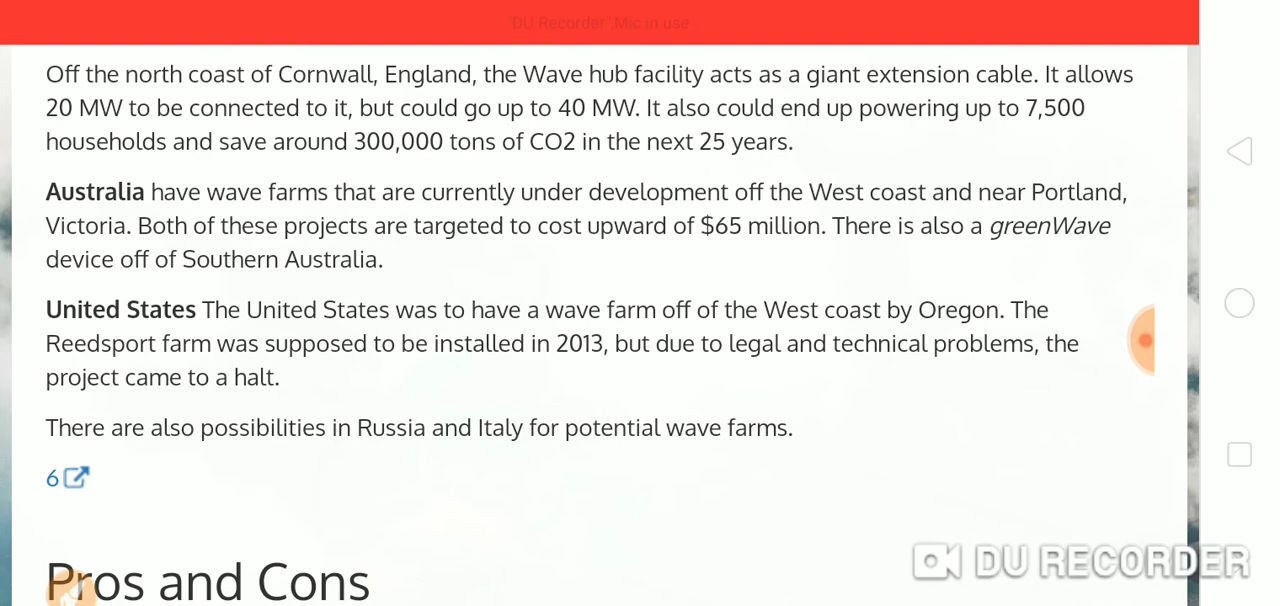 "DU Recorder",Mic in use
Off the north coast of Cornwall, England, the Wave hub facility acts as a giant extension cable. It allows
20 MW to be connected to it, but could go up to 40 MW. It also could end up powering up to 7,500
households and save around 300,000 tons of CO2 in the next 25 years.
Australia have wave farms that are currently under development off the West coast and near Portland,
Victoria. Both of these projects are targeted to cost upward of $65 million. There is also a greenWave
device off of Southern Australia.
United States The United States was to have a wave farm off of the West coast by Oregon. The
Reedsport farm was supposed to be installed in 2013, but due to legal and technical problems, the
project came to a halt.
There are also possibilities in Russia and Italy for potential wave farms.
6
Pros and Cons
DU RECORDER